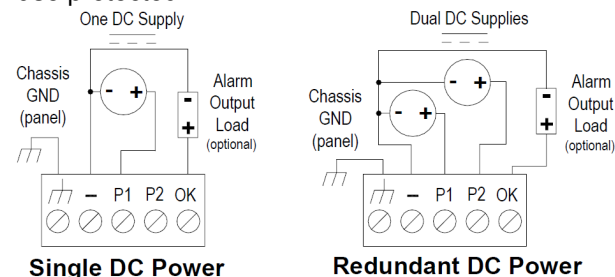 One DC Supply
Chassis
GND
(panel)
- +
Alarm
Output
Load
(optional)
-
+
– P1 P2 OK
Single DC Power
Dual DC Supplies
Chassis
GND
(panel)
- +
- +
Alarm
Output
Load
(optional)
-
+
– P1 P2 OK
Redundant DC Power